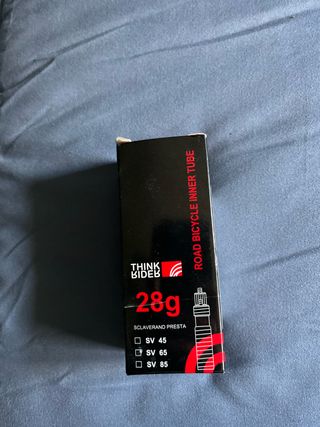 THINK
RIDER
28g
SCLAVERAND PRESTA
SV 45
SV 65
SV 85
ROAD BICYCLE INNER TUBE